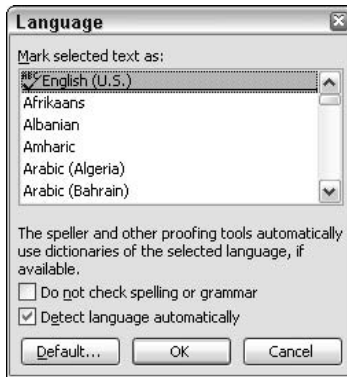 Language
Mark selected text as:
ABC English (U.S.)
Afrikaans
Albanian
Amharic
Arabic (Algeria)
Arabic (Bahrain)
The speller and other proofing tools automatically
use dictionaries of the selected language, if
available.
Do not check spelling or grammar
Detect language automatically
Default... OK Cancel